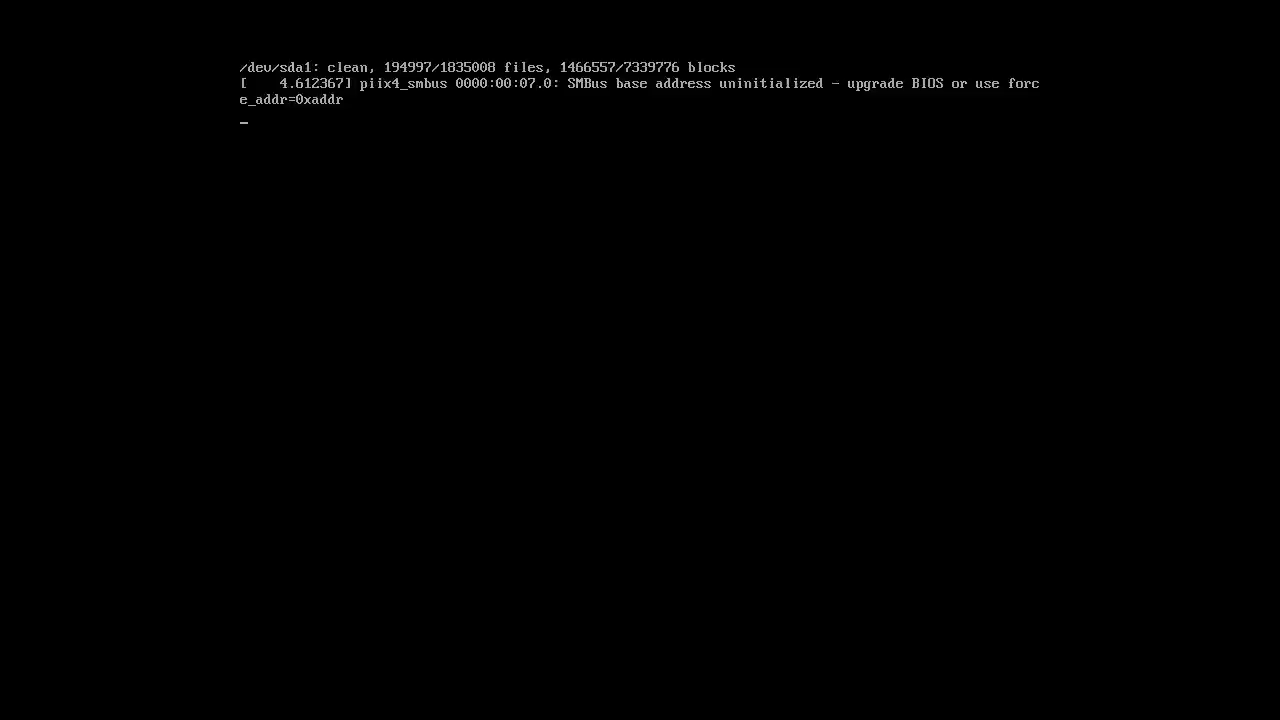 /dev/sda1: clean, 194997/1835008 files, 1466557/7339776 blocks
[    4.612367] piix4_smbus 0000:00:07.0: SMBus base address uninitialized - upgrade BIOS or use forc
e_addr=0xaddr
_